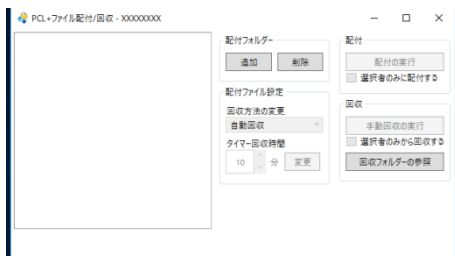 PCL+ファイル配付/回収 - XXXXXXXX
配付フォルダー
追加 削除
配付ファイル設定
回収方法の変更
自動回収
タイマー回収時間
10 分 変更
配付
配付の実行
選択者のみに配付する
回収
手動回収の実行
選択者のみから回収する
回収フォルダーの参照